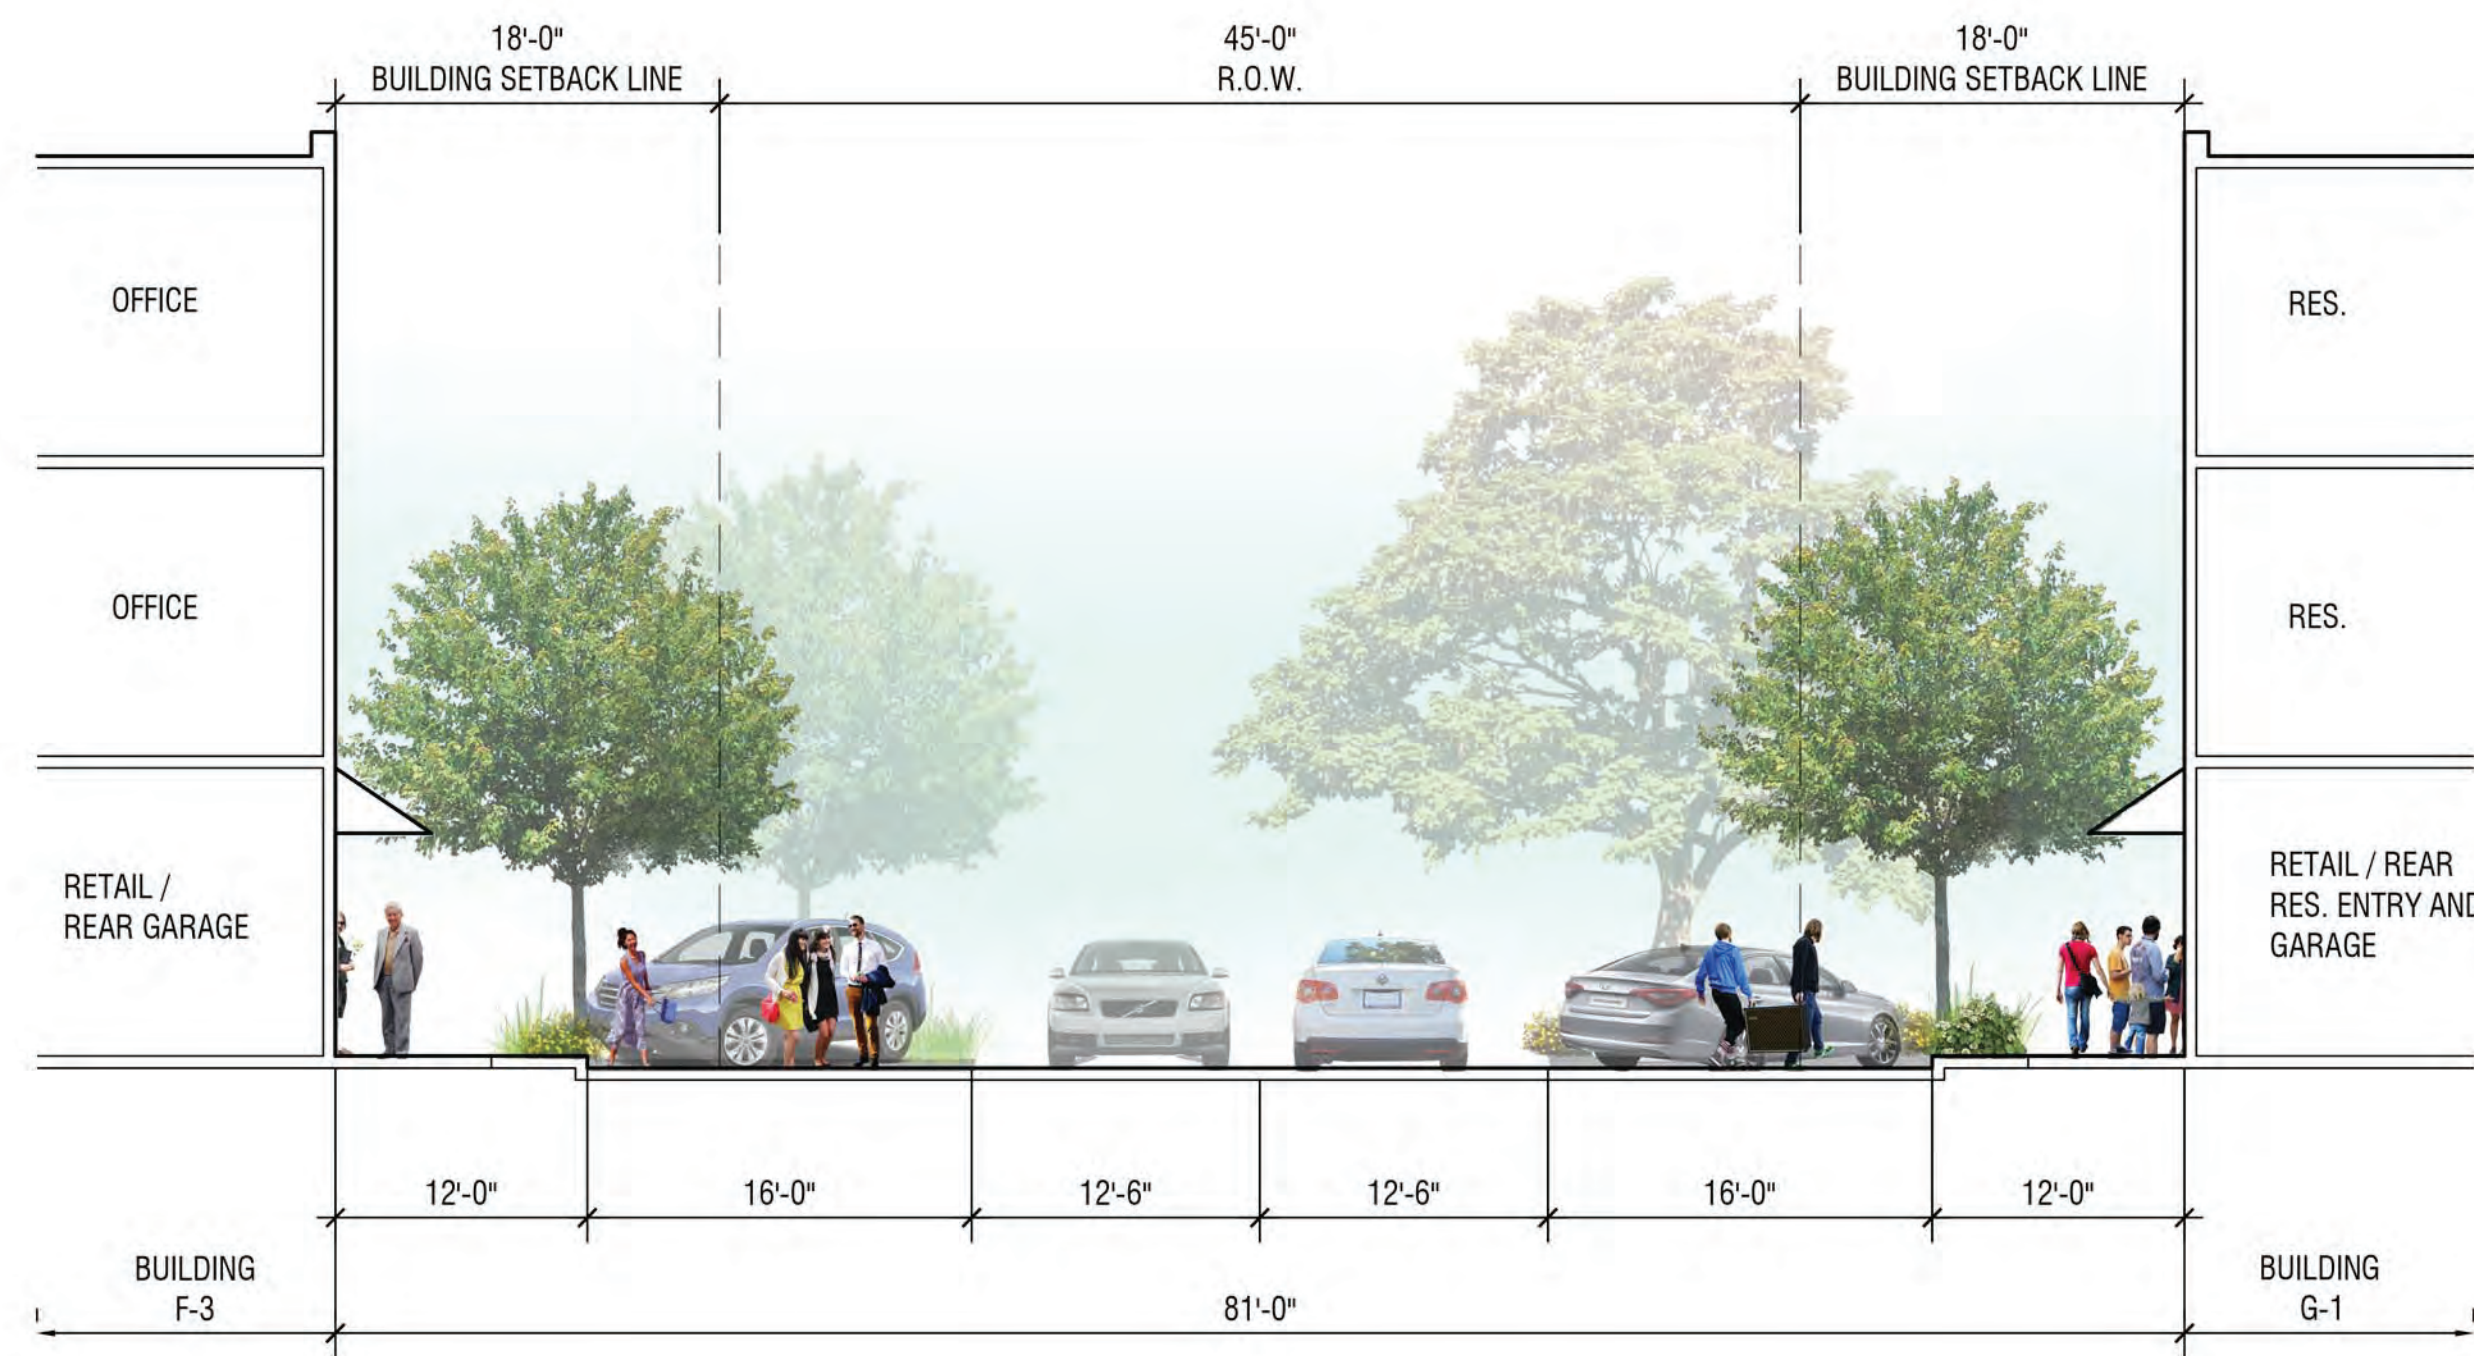 18'-0"
BUILDING SETBACK LINE
45'-0"
R.O.W.
18'-0"
BUILDING SETBACK LINE
OFFICE
RES.
OFFICE
RES.
RETAIL /
REAR GARAGE
RETAIL / REAR
RES. ENTRY AND
GARAGE
12'-0"
16'-0"
12'-6"
12'-6"
16'-0"
12'-0"
BUILDING
F-3
81'-0"
BUILDING
G-1